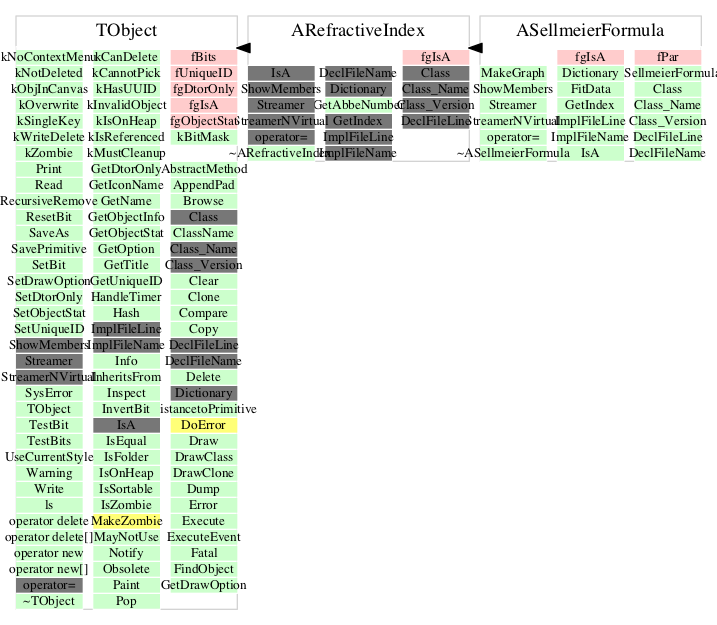 TObject ARefractiveIndex ASellmeierFormula
kNoContextMenu kCanDelete fBits fgIsA fgIsA fPar
kNotDeleted kCannotPick fUniqueID IsA DeclFileName Class MakeGraph Dictionary SellmeierFormula
kObjInCanvas kHasUUID fgDtorOnly ShowMembers Dictionary Class_Name ShowMembers FitData Class
kOverwrite kInvalidObject fgIsA Streamer GetAbbeNumber Class_Version Streamer GetIndex Class_Name
kSingleKey kIsOnHeap fgObjectStat StreamerNVirtual GetIndex DeclFileLine StreamerNVirtual ImplFileLine Class_Version
kWriteDelete kIsReferenced kBitMask operator= ImplFileLine operator= ImplFileName DeclFileLine
kZombie kMustCleanup ~ARefractiveIndex ImplFileName ~ASellmeierFormula IsA DeclFileName
Print GetDtorOnly AbstractMethod
Read GetIconName AppendPad
RecursiveRemove GetName Browse
ResetBit GetObjectInfo Class
SaveAs GetObjectStat ClassName
SavePrimitive GetOption Class_Name
SetBit GetTitle Class_Version
SetDrawOption GetUniqueID Clear
SetDtorOnly HandleTimer Clone
SetObjectStat Hash Compare
SetUniqueID ImplFileLine Copy
ShowMembers ImplFileName DeclFileLine
Streamer Info DeclFileName
StreamerNVirtual InheritsFrom Delete
SysError Inspect Dictionary
TObject InvertBit istancetoPrimitive
TestBit IsA DoError
TestBits IsEqual Draw
UseCurrentStyle IsFolder DrawClass
Warning IsOnHeap DrawClone
Write IsSortable Dump
ls IsZombie Error
operator delete MakeZombie Execute
operator delete[] MayNotUse ExecuteEvent
operator new Notify Fatal
operator new[] Obsolete FindObject
operator= Paint GetDrawOption
~TObject Pop